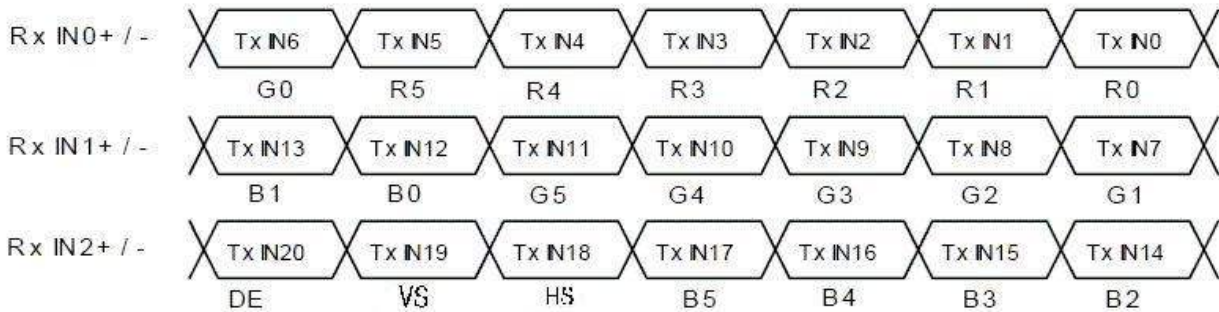 Rx IN0+ / - Tx IN6 Tx IN5 Tx IN4 Tx IN3 Tx IN2 Tx IN1 Tx IN0
G0 R5 R4 R3 R2 R1 R0
Rx IN1+ / - Tx IN13 Tx IN12 Tx IN11 Tx IN10 Tx IN9 Tx IN8 Tx IN7
B1 B0 G5 G4 G3 G2 G1
Rx IN2+ / - Tx IN20 Tx IN19 Tx IN18 Tx IN17 Tx IN16 Tx IN15 Tx IN14
DE VS HS B5 B4 B3 B2